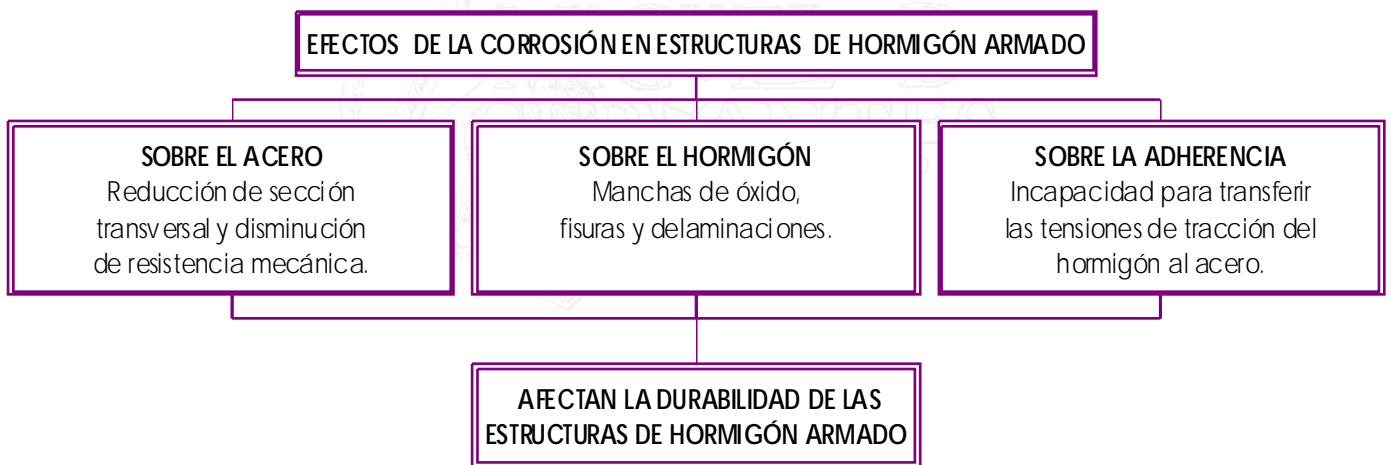 EFECTOS DE LA CORROSIÓN EN ESTRUCTURAS DE HORMIGÓN ARMADO
SOBRE EL ACERO
Reducción de sección
transversal y disminución
de resistencia mecánica.
SOBRE EL HORMIGÓN
Manchas de óxido,
fisuras y delaminaciones.
SOBRE LA ADHERENCIA
Incapacidad para transferir
las tensiones de tracción del
hormigón al acero.
AFECTAN LA DURABILIDAD DE LAS
ESTRUCTURAS DE HORMIGÓN ARMADO